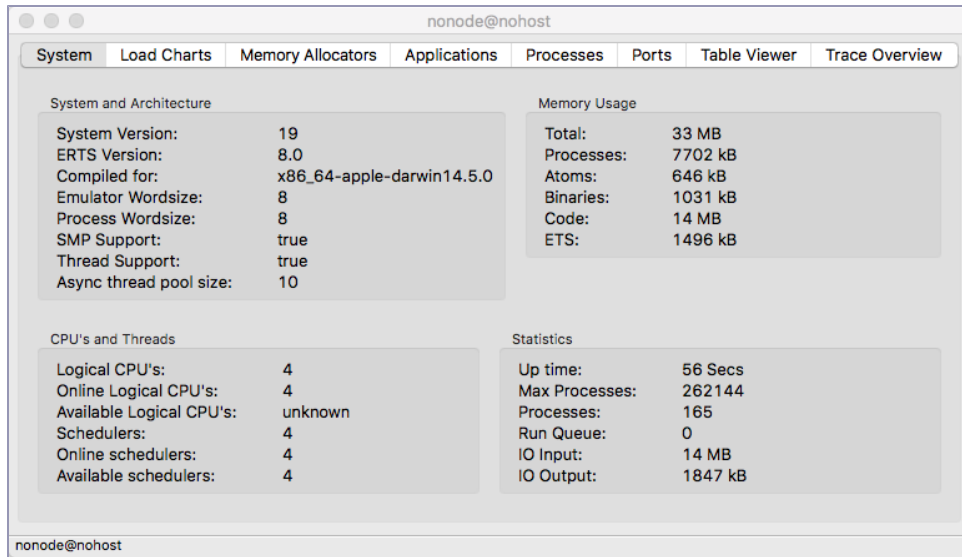 nonode@nohost
System Load Charts Memory Allocators Applications Processes Ports Table Viewer Trace Overview
System and Architecture
System Version: 19
ERTS Version: 8.0
Compiled for: x86_64-apple-darwin14.5.0
Emulator Wordsize: 8
Process Wordsize: 8
SMP Support: true
Thread Support: true
Async thread pool size: 10
Memory Usage
Total: 33 MB
Processes: 7702 kB
Atoms: 646 kB
Binaries: 1031 kB
Code: 14 MB
ETS: 1496 kB
CPU's and Threads
Logical CPU's: 4
Online Logical CPU's: 4
Available Logical CPU's: unknown
Schedulers: 4
Online schedulers: 4
Available schedulers: 4
Statistics
Up time: 56 Secs
Max Processes: 262144
Processes: 165
Run Queue: 0
IO Input: 14 MB
IO Output: 1847 kB
nonode@nohost